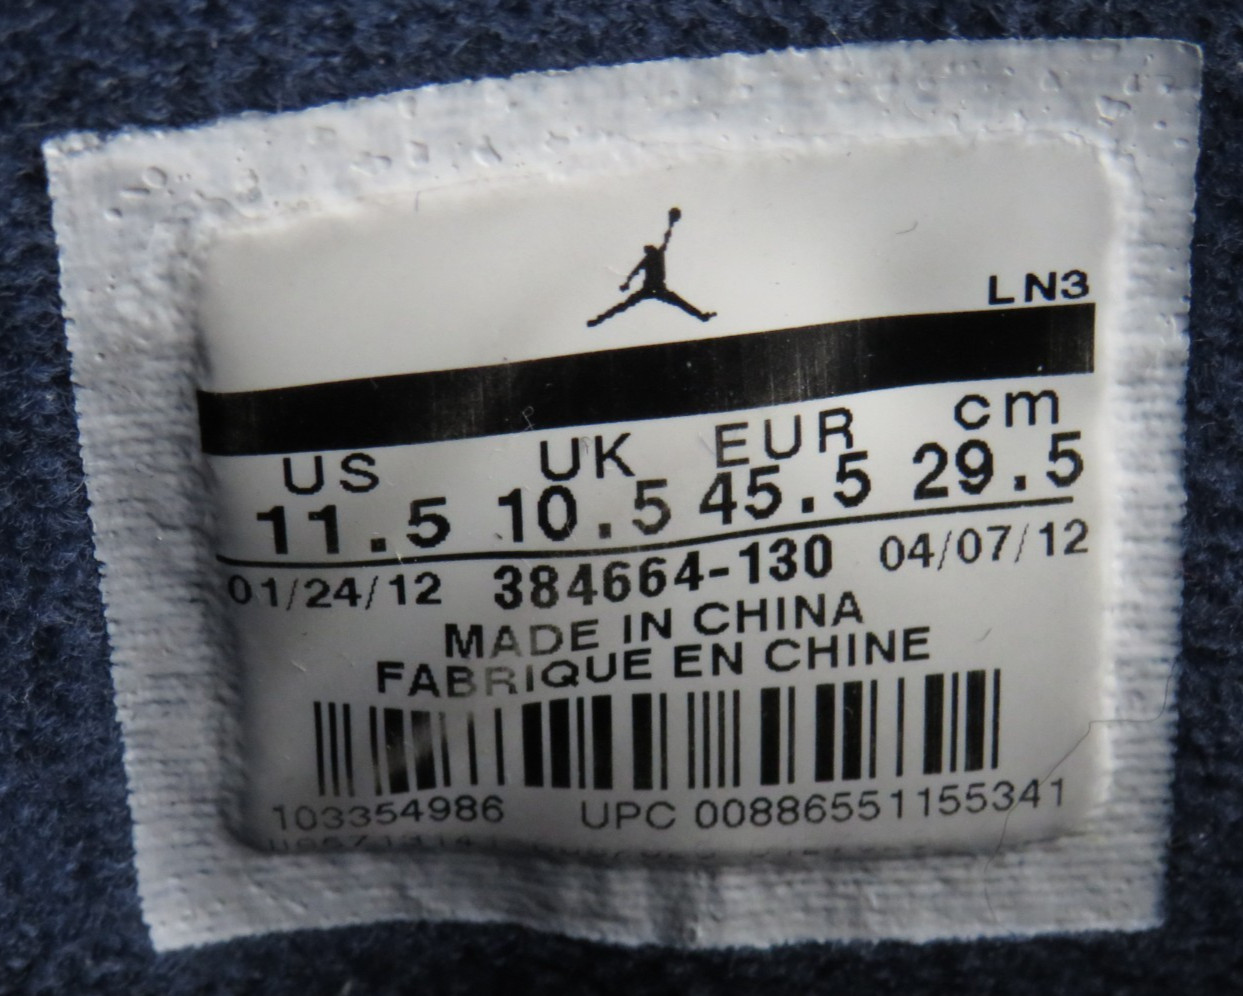 LN3
US UK EUR cm
11.5 10.5 45.5 29.5
01/24/12 384664-130 04/07/12
MADE IN CHINA
FABRIQUE EN CHINE
103354986 UPC 00886551155341